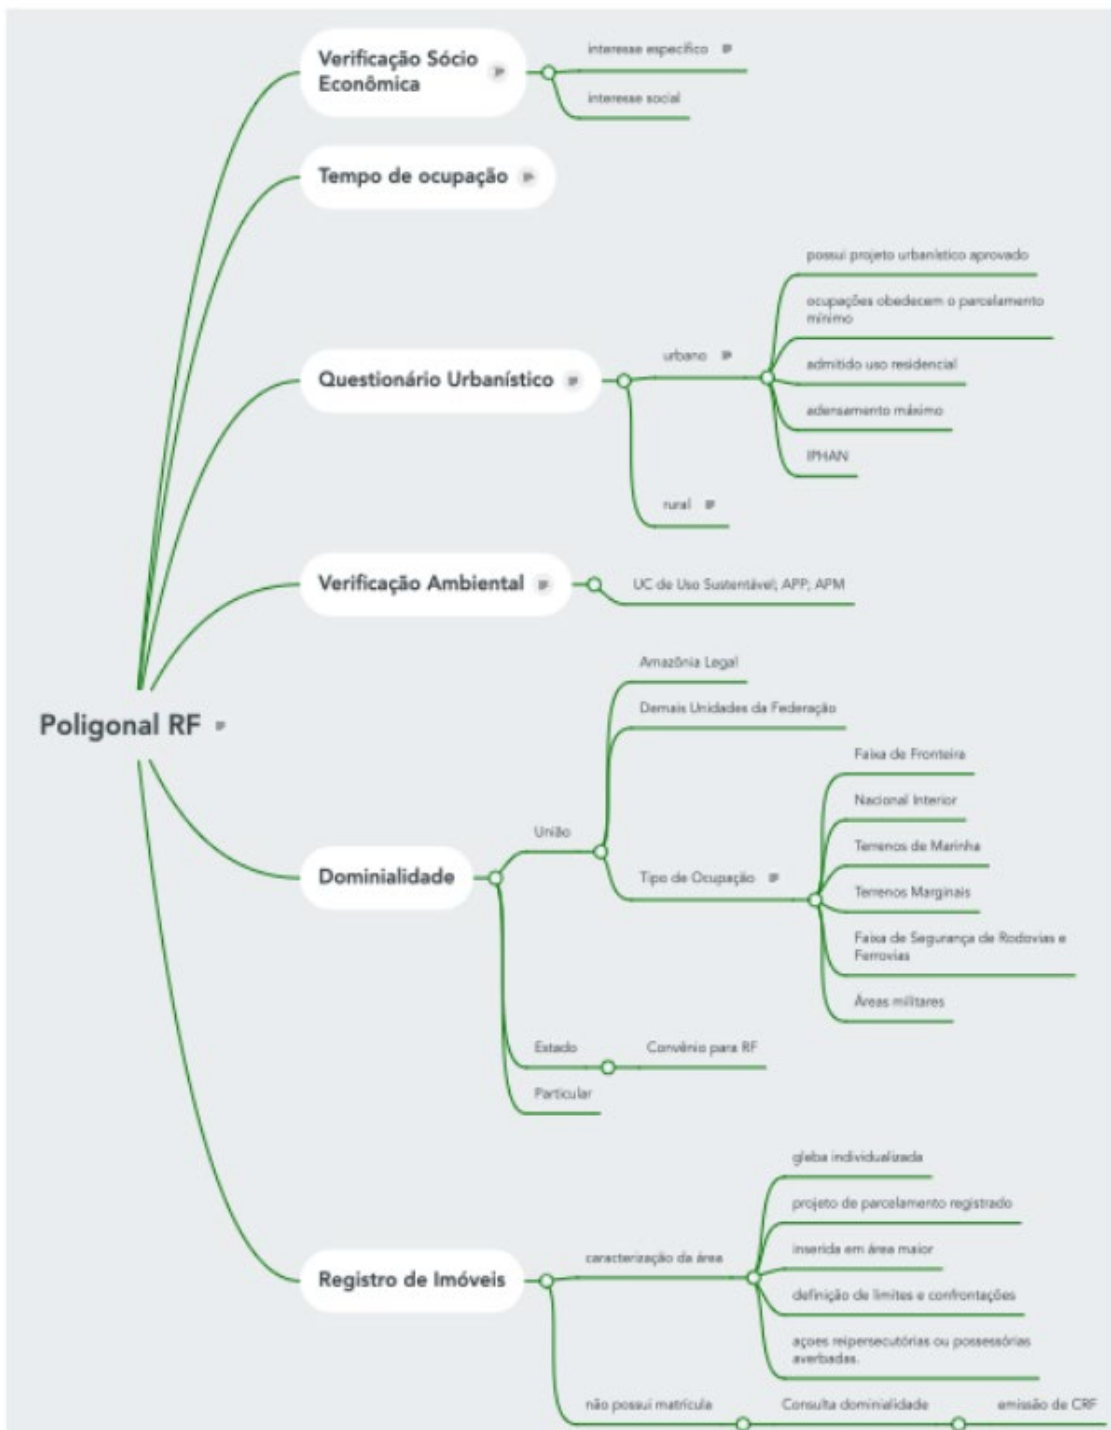 Verificação Sócio
Econômica
interesse específico
interesse social
Tempo de ocupação
possui projeto urbanístico aprovado
ocupações obedecem o parcelamento
mínimo
urbano
Questionário Urbanístico
admitido uso residencial
adensamento máximo
IPHAN
rural
Verificação Ambiental
UC de Uso Sustentável; APP; APM
Poligonal RF
Amazônia Legal
Demais Unidades da Federação
Faixa de Fronteira
Nacional Interior
União
Terrenos de Marinha
Dominialidade
Tipo de Ocupação
Terrenos Marginais
Faixa de Segurança de Rodovias e
Ferrovias
Áreas militares
Estado
Convênio para RF
Particular
gleba individualizada
projeto de parcelamento registrado
inserida em área maior
caracterização da área
Registro de Imóveis
definição de limites e confrontações
açoes reipersecutórias ou possessórias
averbadas.
não possui matrícula
Consulta dominialidade
emissão de CRF